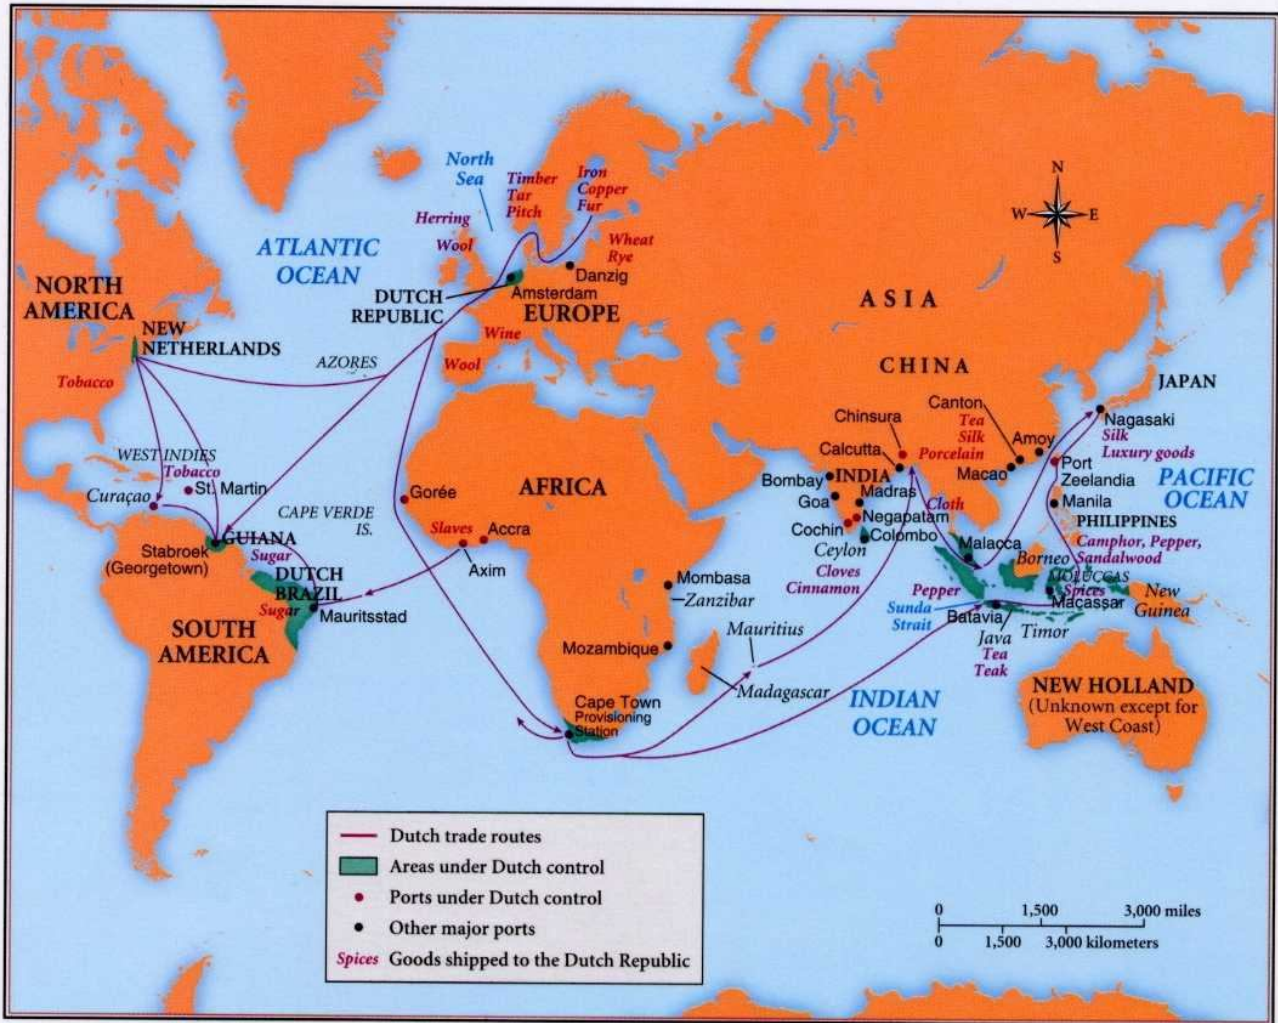 North
Sea
Timber
Tar
Pitch
Iron
Copper
Fur
Herring
Wool
Wheat
Rye
ATLANTIC
OCEAN
Danzig
Amsterdam
DUTCH
REPUBLIC
EUROPE
Wine
Wool
NORTH
AMERICA
NEW
NETHERLANDS
Tobacco
AZORES
N
W
E
S
ASIA
CHINA
JAPAN
Nagasaki
Silk
Luxury goods
Canton
Tea
Silk
Porcelain
Amoy
Macao
Chinsura
Calcutta
Port
Zeelandia
PACIFIC
OCEAN
WEST INDIES
Tobacco
St. Martin
Curaçao
Gorée
AFRICA
CAPE VERDE
IS.
Slaves
Accra
Axim
Bombay
INDIA
Goa
Madras
Negapatam
Cochin
Colombo
Ceylon
Cloth
Cloves
Cinnamon
Manila
PHILIPPINES
Camphor, Pepper,
Sandalwood
Malacca
Borneo
MOLUCCAS
Spices
Macassar
New
Guinea
Pepper
Sunda
Strait
Batavia
Java
Tea
Teak
Timor
GUIANA
Stabroek
(Georgetown)
Sugar
DUTCH
BRAZIL
Sugar
Mauritsstad
SOUTH
AMERICA
Mombasa
Zanzibar
Mauritius
Mozambique
Madagascar
Cape Town
Provisioning
Station
INDIAN
OCEAN
NEW HOLLAND
(Unknown except for
West Coast)
Dutch trade routes
Areas under Dutch control
Ports under Dutch control
Other major ports
Spices Goods shipped to the Dutch Republic
0 1,500 3,000 miles
0 1,500 3,000 kilometers